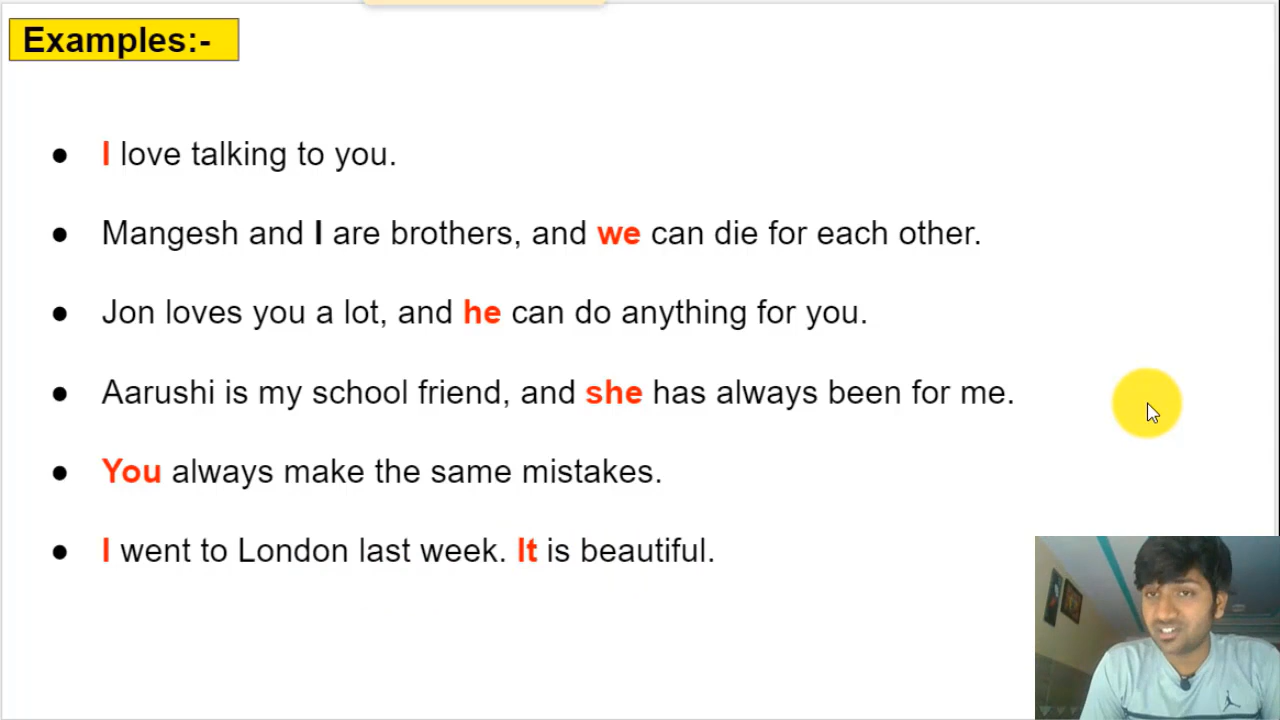 Examples:-
● I love talking to you.
● Mangesh and I are brothers, and we can die for each other.
● Jon loves you a lot, and he can do anything for you.
● Aarushi is my school friend, and she has always been for me.
● You always make the same mistakes.
● I went to London last week. It is beautiful.